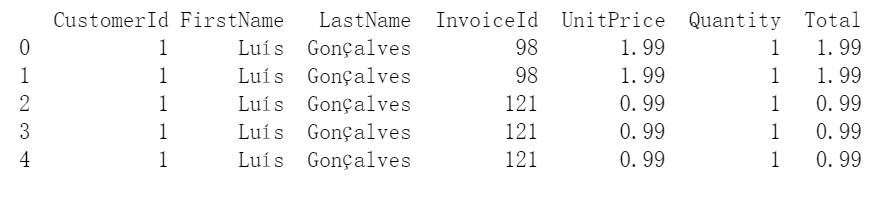 CustomerId FirstName LastName InvoiceId UnitPrice Quantity Total
0 1 Luís Gonçalves 98 1.99 1 1.99
1 1 Luís Gonçalves 98 1.99 1 1.99
2 1 Luís Gonçalves 121 0.99 1 0.99
3 1 Luís Gonçalves 121 0.99 1 0.99
4 1 Luís Gonçalves 121 0.99 1 0.99